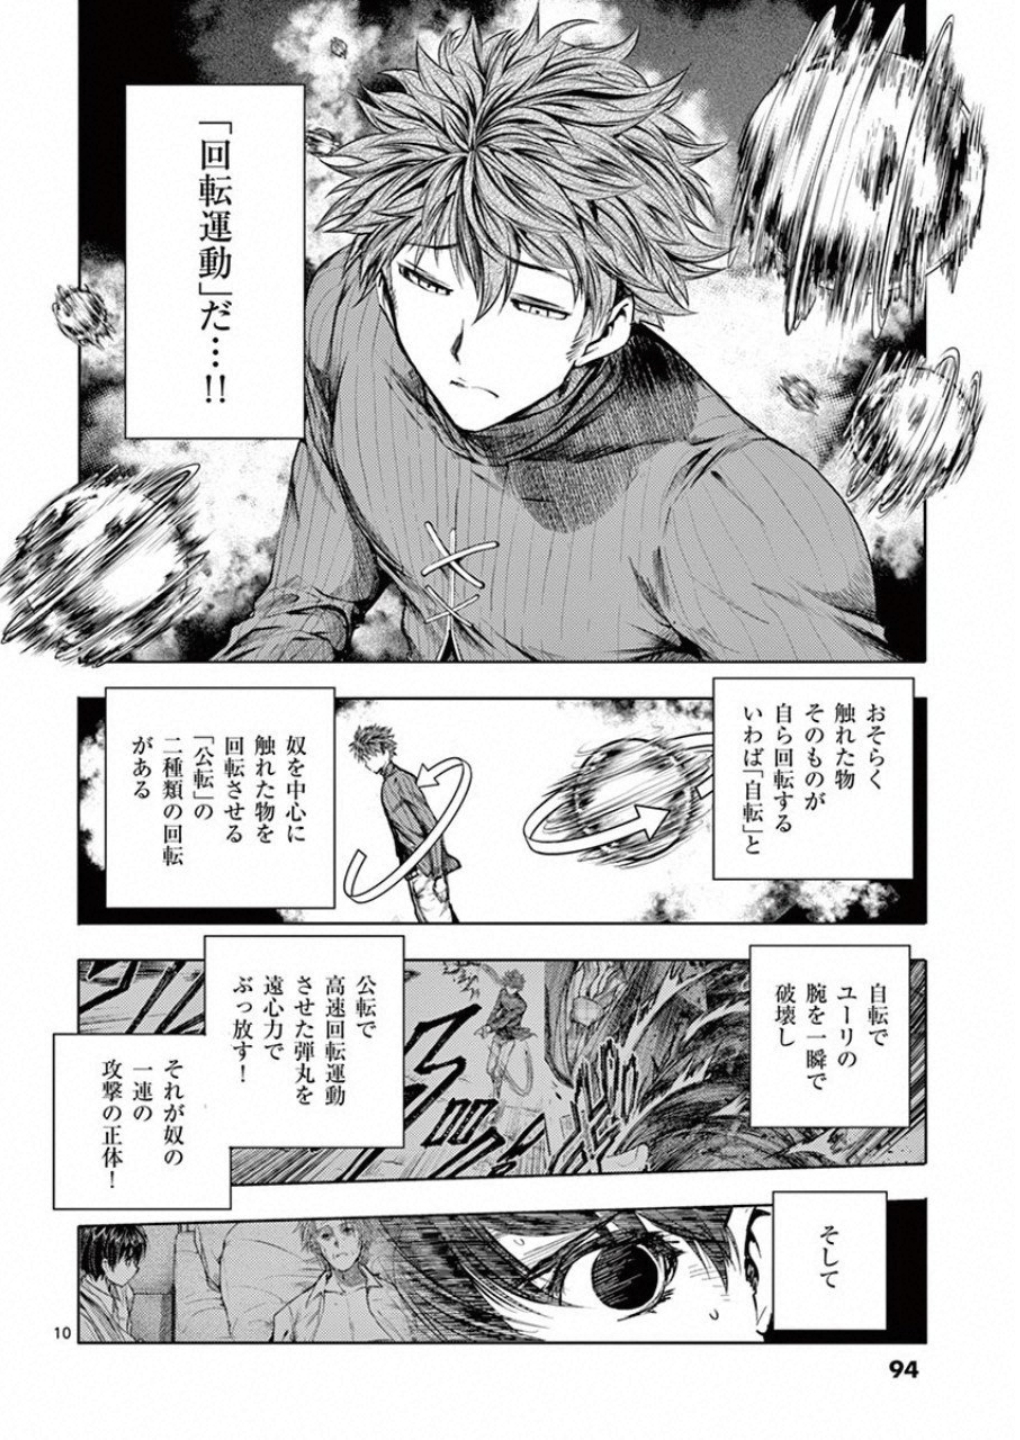 「回転運動」だ…!!
おそらく
触れた物
そのものが
自ら回転する
いわば「自転」と
奴を中心に
触れた物を
回転させる
「公転」の
二種類の回転
がある
自転で
ユーリの
腕を一瞬で
破壊し
公転で
高速回転運動
させた弾丸を
遠心力で
ぶっ放す！
それが奴の
一連の
攻撃の正体！
そして
10
94